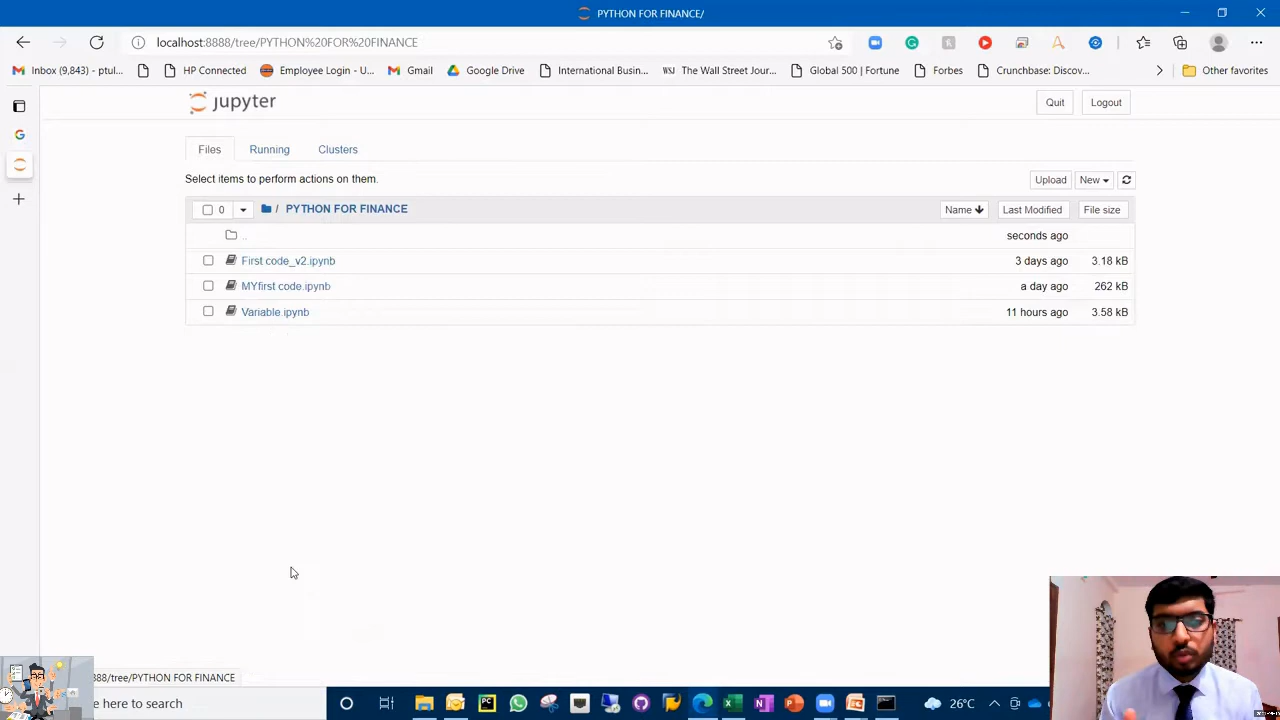 PYTHON FOR FINANCE/
localhost:8888/tree/PYTHON%20FOR%20FINANCE
Inbox (9,843) - ptul...
HP Connected
Employee Login - U...
Gmail
Google Drive
International Busin...
WSJ The Wall Street Jour...
Global 500 | Fortune
Forbes
Crunchbase: Discov...
Other favorites
jupyter
Quit
Logout
Files
Running
Clusters
Select items to perform actions on them.
Upload
New
0
/ PYTHON FOR FINANCE
Name
Last Modified
File size
..
seconds ago
First code_v2.ipynb
3 days ago
3.18 kB
MYfirst code.ipynb
a day ago
262 kB
Variable.ipynb
11 hours ago
3.58 kB
88/tree/PYTHON FOR FINANCE
here to search
26°C